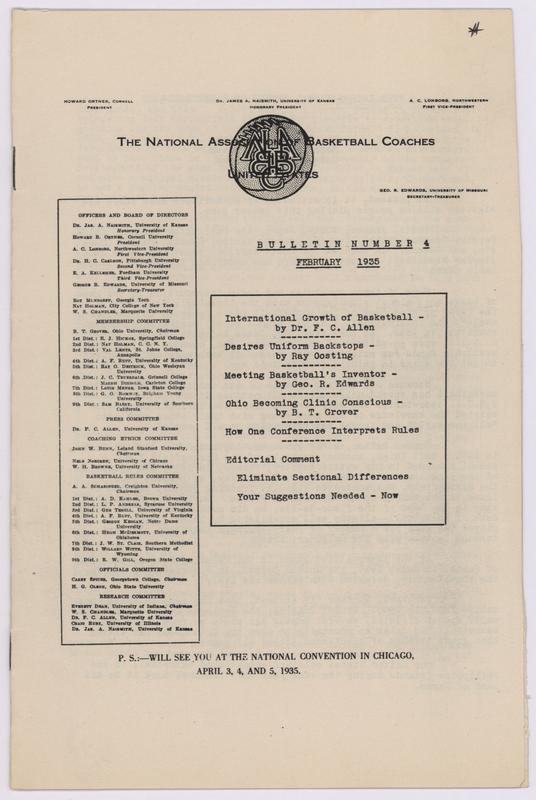 HOWARD ORTNER, CORNELL
PRESIDENT
DR. JAMES A. NAISMITH, UNIVERSITY OF KANSAS
HONORARY PRESIDENT
A. C. LONBORG, NORTHWESTERN
FIRST VICE-PRESIDENT
THE NATIONAL ASSOCIATION OF BASKETBALL COACHES
UNITED STATES
GEO. R. EDWARDS, UNIVERSITY OF MISSOURI
SECRETARY-TREASURER
OFFICERS AND BOARD OF DIRECTORS
DR. JAS. A. NAISMITH, University of Kansas
Honorary President
HOWARD B. ORTNER, Cornell University
President
A. C. LONBORG, Northwestern University
First Vice-President
DR. H. C. CARLSON, Pittsburgh University
Second Vice-President
E. A. KELLEHER, Fordham University
Third Vice-President
GEORGE R. EDWARDS, University of Missouri
Secretary-Treasurer
ROY MUNDORFF, Georgia Tech
NAT HOLMAN, City College of New York
W. S. CHANDLER, Marquette University
MEMBERSHIP COMMITTEE
B. T. GROVER, Ohio University, Chairman
1st Dist.: E. J. HICKOX, Springfield College
2nd Dist.: NAT HOLMAN, C. C. N. Y.
3rd Dist.: VAL LENTZ, St. Johns College,
Annapolis
4th Dist.: A. F. RUPP, University of Kentucky
5th Dist.: RAY O. DETRICK, Ohio Wesleyan
University
6th Dist.: J. C. TRUESDALE, Grinnell College
Carleton College
7th Dist.: LOUIS MENZE, Iowa State College
8th Dist.: G. O. ROMNEY, Brigham Young
University
9th Dist.: SAM BARRY, University of Southern
California
PRESS COMMITTEE
DR. F. C. ALLEN, University of Kansas
COACHING ETHICS COMMITTEE
JOHN W. BUNN, Leland Stanford University,
Chairman
NELS NORGREN, University of Chicago
W. H. BROWNE, University of Nebraska
BASKETBALL RULES COMMITTEE
A. A. SCHABINGER, Creighton University,
Chairman
1st Dist.: A. D. KAHLER, Brown University
2nd Dist.: L. P. ANDREAS, Syracuse University
3rd Dist.: GUS TEBELL, University of Virginia
4th Dist.: A. F. RUPP, University of Kentucky
5th Dist.: GEORGE KEOGAN, Notre Dame
University
6th Dist.: HUGH MCDERMOTT, University of
Oklahoma
7th Dist.: J. W. ST. CLAIR, Southern Methodist
8th Dist.: WILLARD WITTE, University of
Wyoming
9th Dist.: R. W. GILL, Oregon State College
OFFICIALS COMMITTEE
CAREY SPICER, Georgetown College, Chairman
H. G. OLSEN, Ohio State University
RESEARCH COMMITTEE
EVERETT DEAN, University of Indiana, Chairman
W. S. CHANDLER, Marquette University
DR. F. C. ALLEN, University of Kansas
CRAIG RUBY, University of Illinois
DR. JAS. A. NAISMITH, University of Kansas
BULLETIN NUMBER 4
FEBRUARY 1935
International Growth of Basketball -
by Dr. F. C. Allen
Desires Uniform Backstops -
by Ray Oosting
Meeting Basketball's Inventor -
by Geo. R. Edwards
Ohio Becoming Clinic Conscious -
by B. T. Grover
How One Conference Interprets Rules
Editorial Comment
Eliminate Sectional Differences
Your Suggestions Needed - Now
P. S.:—WILL SEE YOU AT THE NATIONAL CONVENTION IN CHICAGO,
APRIL 3, 4, AND 5, 1935.